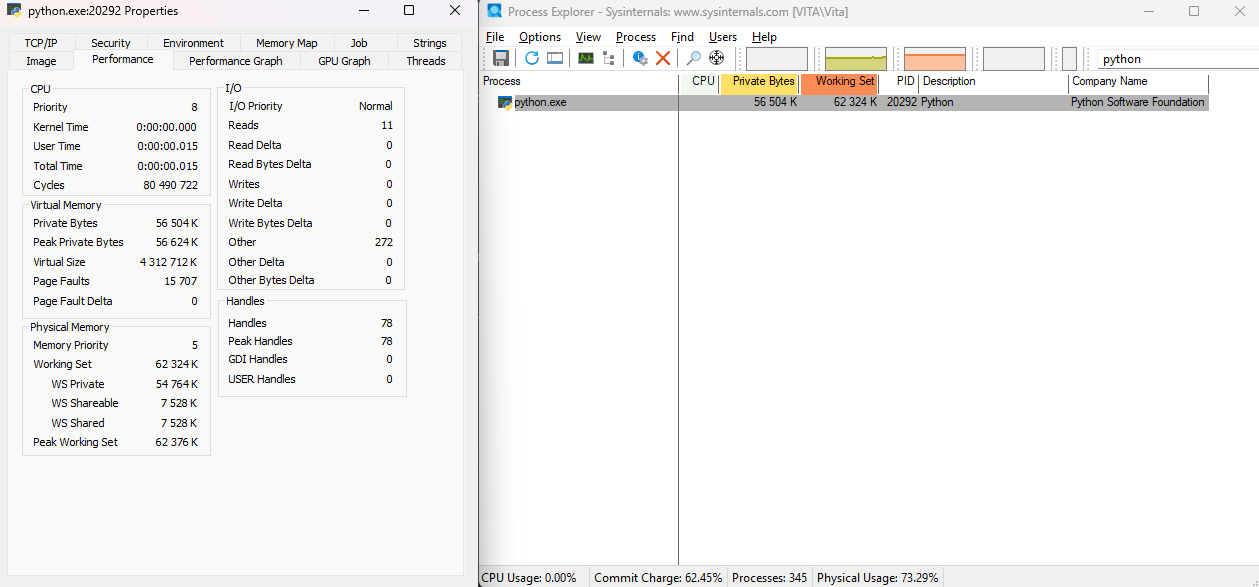 python.exe:20292 Properties
TCP/IP Security Environment Memory Map Job Strings
Image Performance Performance Graph GPU Graph Threads
CPU
Priority 8
Kernel Time 0:00:00.000
User Time 0:00:00.015
Total Time 0:00:00.015
Cycles 80 490 722
Virtual Memory
Private Bytes 56 504 K
Peak Private Bytes 56 624 K
Virtual Size 4 312 712 K
Page Faults 15 707
Page Fault Delta 0
Physical Memory
Memory Priority 5
Working Set 62 324 K
WS Private 54 764 K
WS Shareable 7 528 K
WS Shared 7 528 K
Peak Working Set 62 376 K
I/O
I/O Priority Normal
Reads 11
Read Delta 0
Read Bytes Delta 0
Writes 0
Write Delta 0
Write Bytes Delta 0
Other 272
Other Delta 0
Other Bytes Delta 0
Handles
Handles 78
Peak Handles 78
GDI Handles 0
USER Handles 0
Process Explorer - Sysinternals: www.sysinternals.com [VITA\Vita]
File Options View Process Find Users Help
python
Process CPU Private Bytes Working Set PID Description Company Name
python.exe 56 504 K 62 324 K 20292 Python Python Software Foundation
CPU Usage: 0.00% Commit Charge: 62.45% Processes: 345 Physical Usage: 73.29%